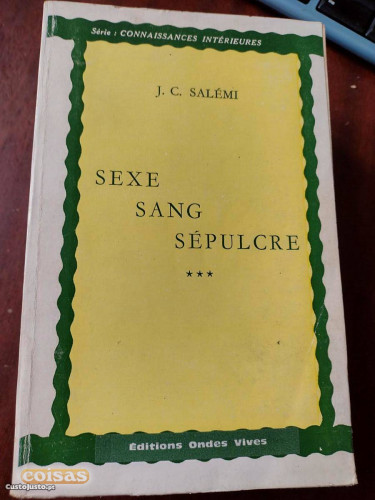 Série : CONNAISSANCES INTÉRIEURES
J. C. SALÉMI
SEXE
SANG
SÉPULCRE
***
Éditions Ondes Vives
coisas
CustoJusto.pt